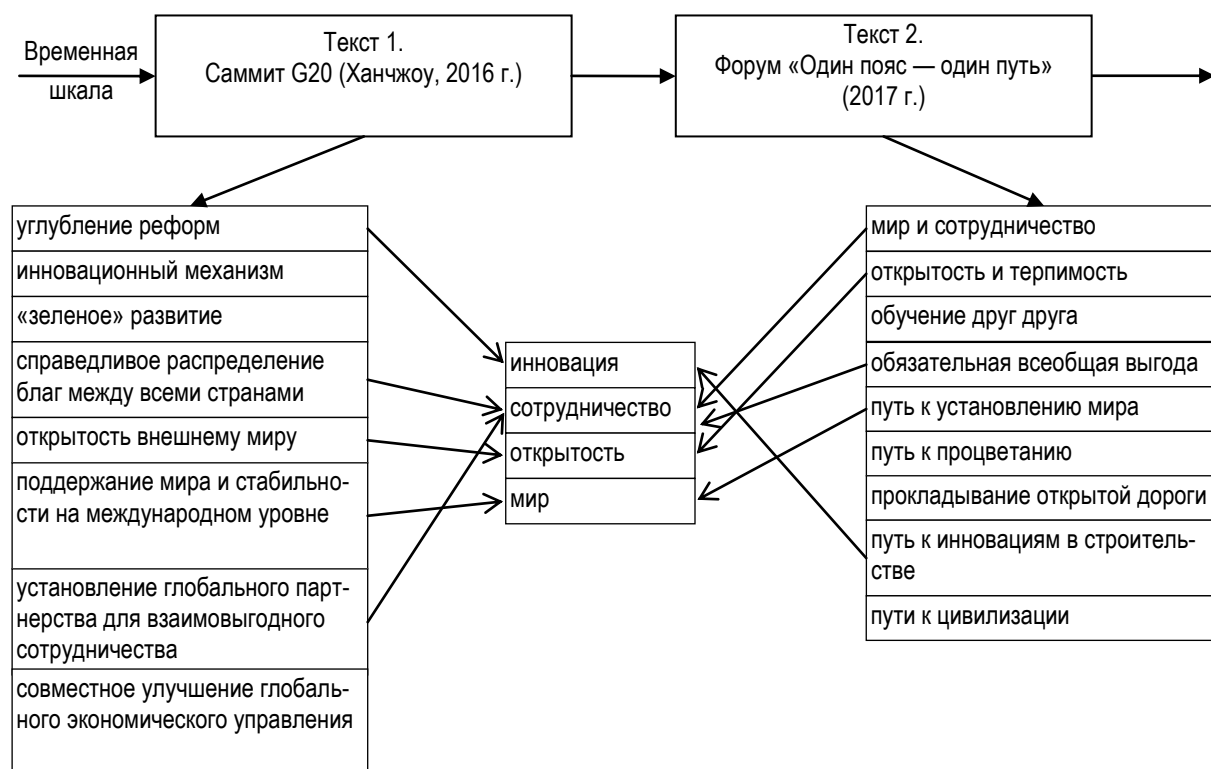 Временная
шкала
Текст 1.
Саммит G20 (Ханчжоу, 2016 г.)
Текст 2.
Форум «Один пояс — один путь»
(2017 г.)
углубление реформ
инновационный механизм
«зеленое» развитие
справедливое распределение
благ между всеми странами
открытость внешнему миру
поддержание мира и стабильно-
сти на международном уровне
установление глобального парт-
нерства для взаимовыгодного
сотрудничества
совместное улучшение глобаль-
ного экономического управления
инновация
сотрудничество
открытость
мир
мир и сотрудничество
открытость и терпимость
обучение друг друга
обязательная всеобщая выгода
путь к установлению мира
путь к процветанию
прокладывание открытой дороги
путь к инновациям в строитель-
стве
пути к цивилизации